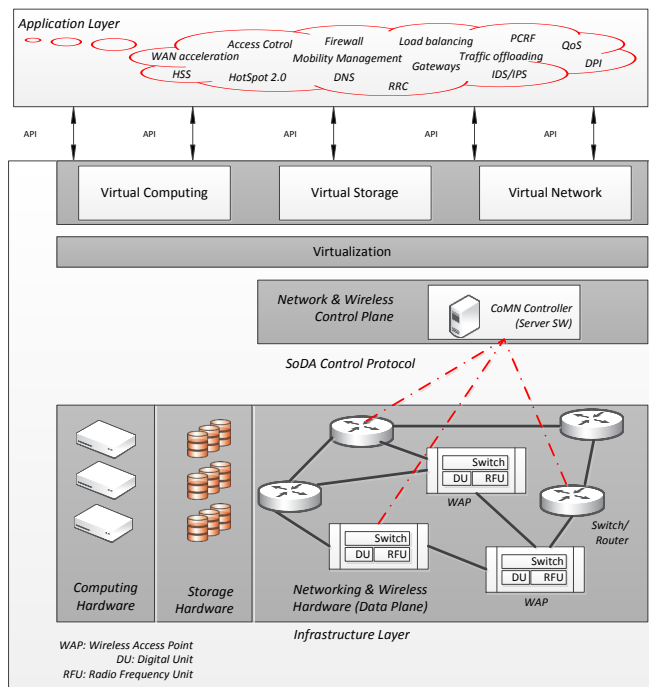 Application Layer
Access Cotrol
Firewall
Load balancing
PCRF
QoS
WAN acceleration
Mobility Management
Traffic offloading
Gateways
DPI
HSS
HotSpot 2.0
DNS
RRC
IDS/IPS
API
API
API
API
API
Virtual Computing
Virtual Storage
Virtual Network
Virtualization
Network & Wireless
Control Plane
CoMN Controller
(Server SW)
SoDA Control Protocol
Switch
DU
RFU
WAP
Switch/
Router
Switch
DU
RFU
Switch
DU
RFU
WAP
Computing
Hardware
Storage
Hardware
Networking & Wireless
Hardware (Data Plane)
Infrastructure Layer
WAP: Wireless Access Point
DU: Digital Unit
RFU: Radio Frequency Unit